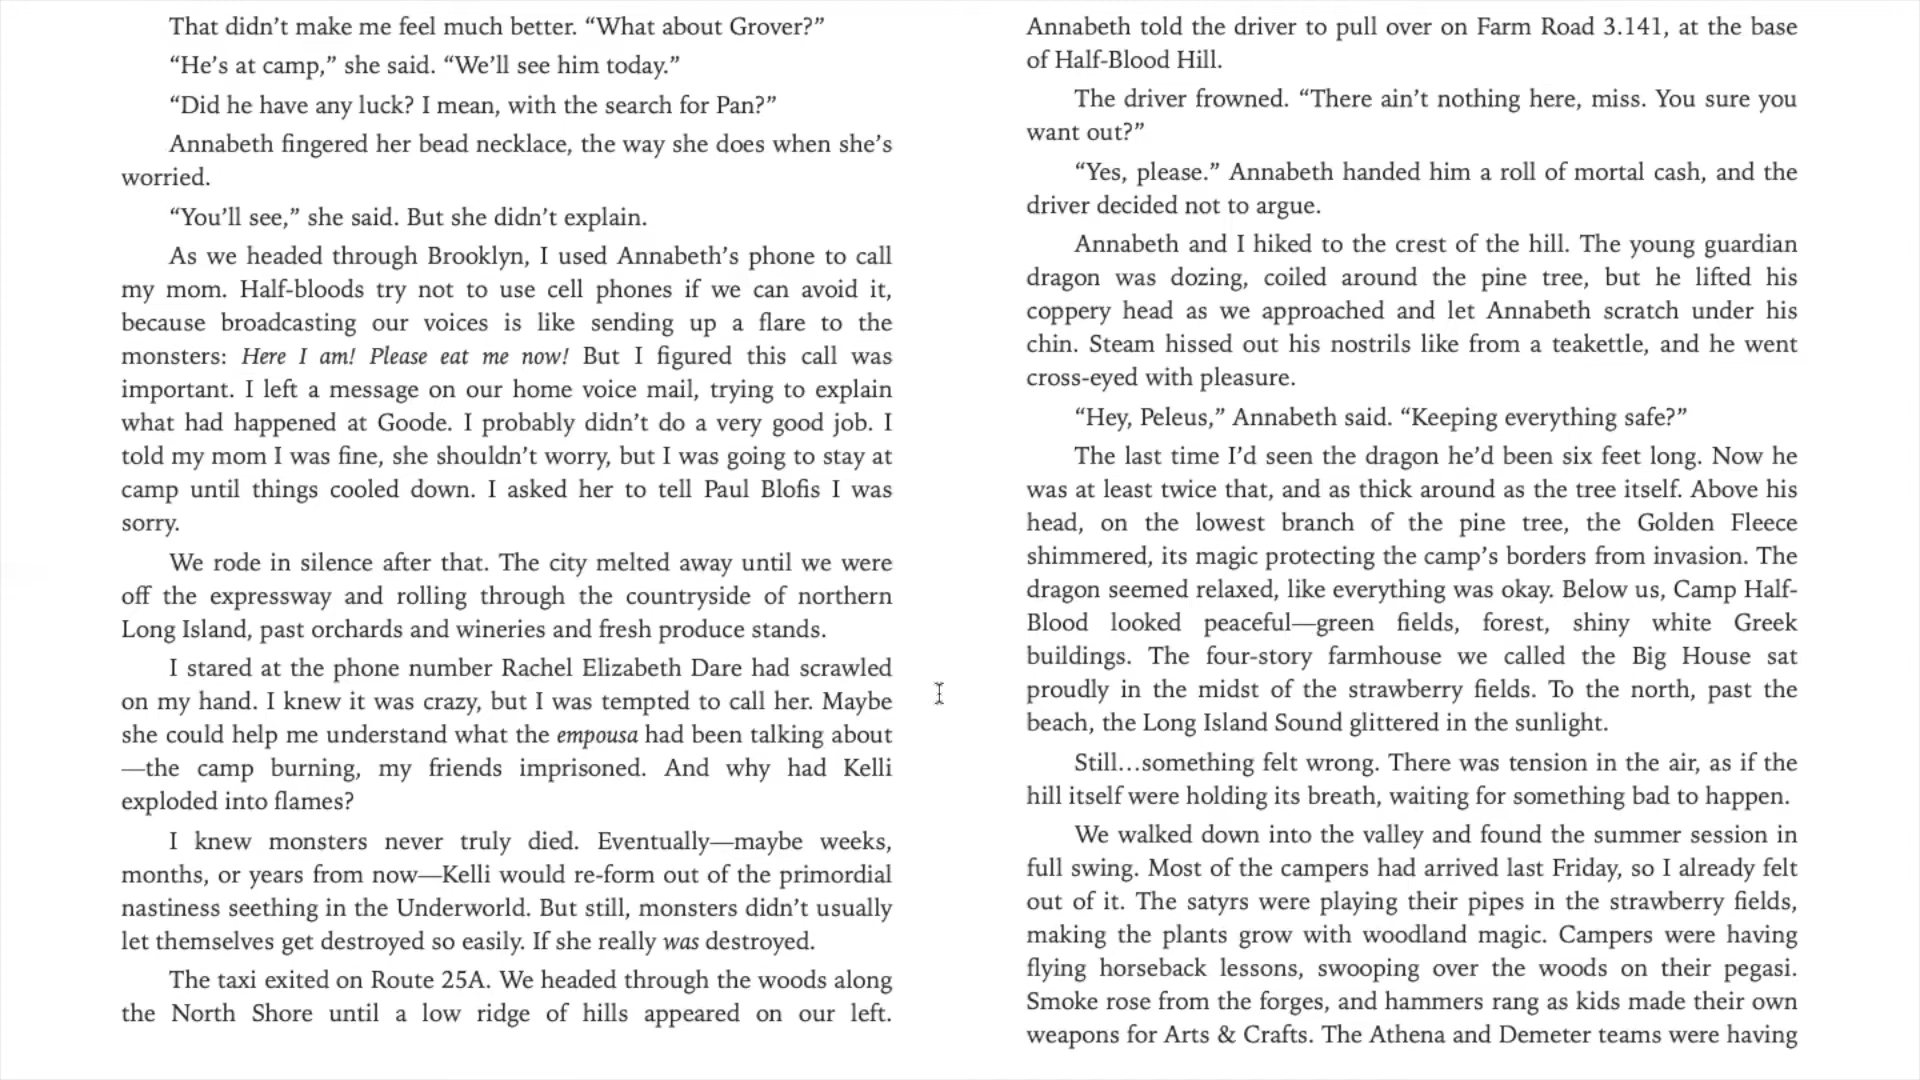 That didn’t make me feel much better. “What about Grover?”
“He’s at camp,” she said. “We’ll see him today.”
“Did he have any luck? I mean, with the search for Pan?”
Annabeth fingered her bead necklace, the way she does when she’s
worried.
“You’ll see,” she said. But she didn’t explain.
As we headed through Brooklyn, I used Annabeth’s phone to call
my mom. Half-bloods try not to use cell phones if we can avoid it,
because broadcasting our voices is like sending up a flare to the
monsters: Here I am! Please eat me now! But I figured this call was
important. I left a message on our home voice mail, trying to explain
what had happened at Goode. I probably didn’t do a very good job. I
told my mom I was fine, she shouldn’t worry, but I was going to stay at
camp until things cooled down. I asked her to tell Paul Blofis I was
sorry.
We rode in silence after that. The city melted away until we were
off the expressway and rolling through the countryside of northern
Long Island, past orchards and wineries and fresh produce stands.
I stared at the phone number Rachel Elizabeth Dare had scrawled
on my hand. I knew it was crazy, but I was tempted to call her. Maybe
she could help me understand what the empousa had been talking about
—the camp burning, my friends imprisoned. And why had Kelli
exploded into flames?
I knew monsters never truly died. Eventually—maybe weeks,
months, or years from now—Kelli would re-form out of the primordial
nastiness seething in the Underworld. But still, monsters didn’t usually
let themselves get destroyed so easily. If she really was destroyed.
The taxi exited on Route 25A. We headed through the woods along
the North Shore until a low ridge of hills appeared on our left.
Annabeth told the driver to pull over on Farm Road 3.141, at the base
of Half-Blood Hill.
The driver frowned. “There ain’t nothing here, miss. You sure you
want out?”
“Yes, please.” Annabeth handed him a roll of mortal cash, and the
driver decided not to argue.
Annabeth and I hiked to the crest of the hill. The young guardian
dragon was dozing, coiled around the pine tree, but he lifted his
coppery head as we approached and let Annabeth scratch under his
chin. Steam hissed out his nostrils like from a teakettle, and he went
cross-eyed with pleasure.
“Hey, Peleus,” Annabeth said. “Keeping everything safe?”
The last time I’d seen the dragon he’d been six feet long. Now he
was at least twice that, and as thick around as the tree itself. Above his
head, on the lowest branch of the pine tree, the Golden Fleece
shimmered, its magic protecting the camp’s borders from invasion. The
dragon seemed relaxed, like everything was okay. Below us, Camp Half-
Blood looked peaceful—green fields, forest, shiny white Greek
buildings. The four-story farmhouse we called the Big House sat
proudly in the midst of the strawberry fields. To the north, past the
beach, the Long Island Sound glittered in the sunlight.
Still…something felt wrong. There was tension in the air, as if the
hill itself were holding its breath, waiting for something bad to happen.
We walked down into the valley and found the summer session in
full swing. Most of the campers had arrived last Friday, so I already felt
out of it. The satyrs were playing their pipes in the strawberry fields,
making the plants grow with woodland magic. Campers were having
flying horseback lessons, swooping over the woods on their pegasi.
Smoke rose from the forges, and hammers rang as kids made their own
weapons for Arts & Crafts. The Athena and Demeter teams were having